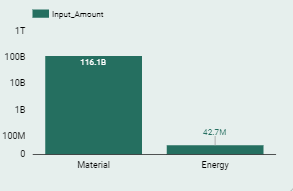 Input_Amount
1T
100B
10B
1B
100M
0
116.1B
42.7M
Material
Energy